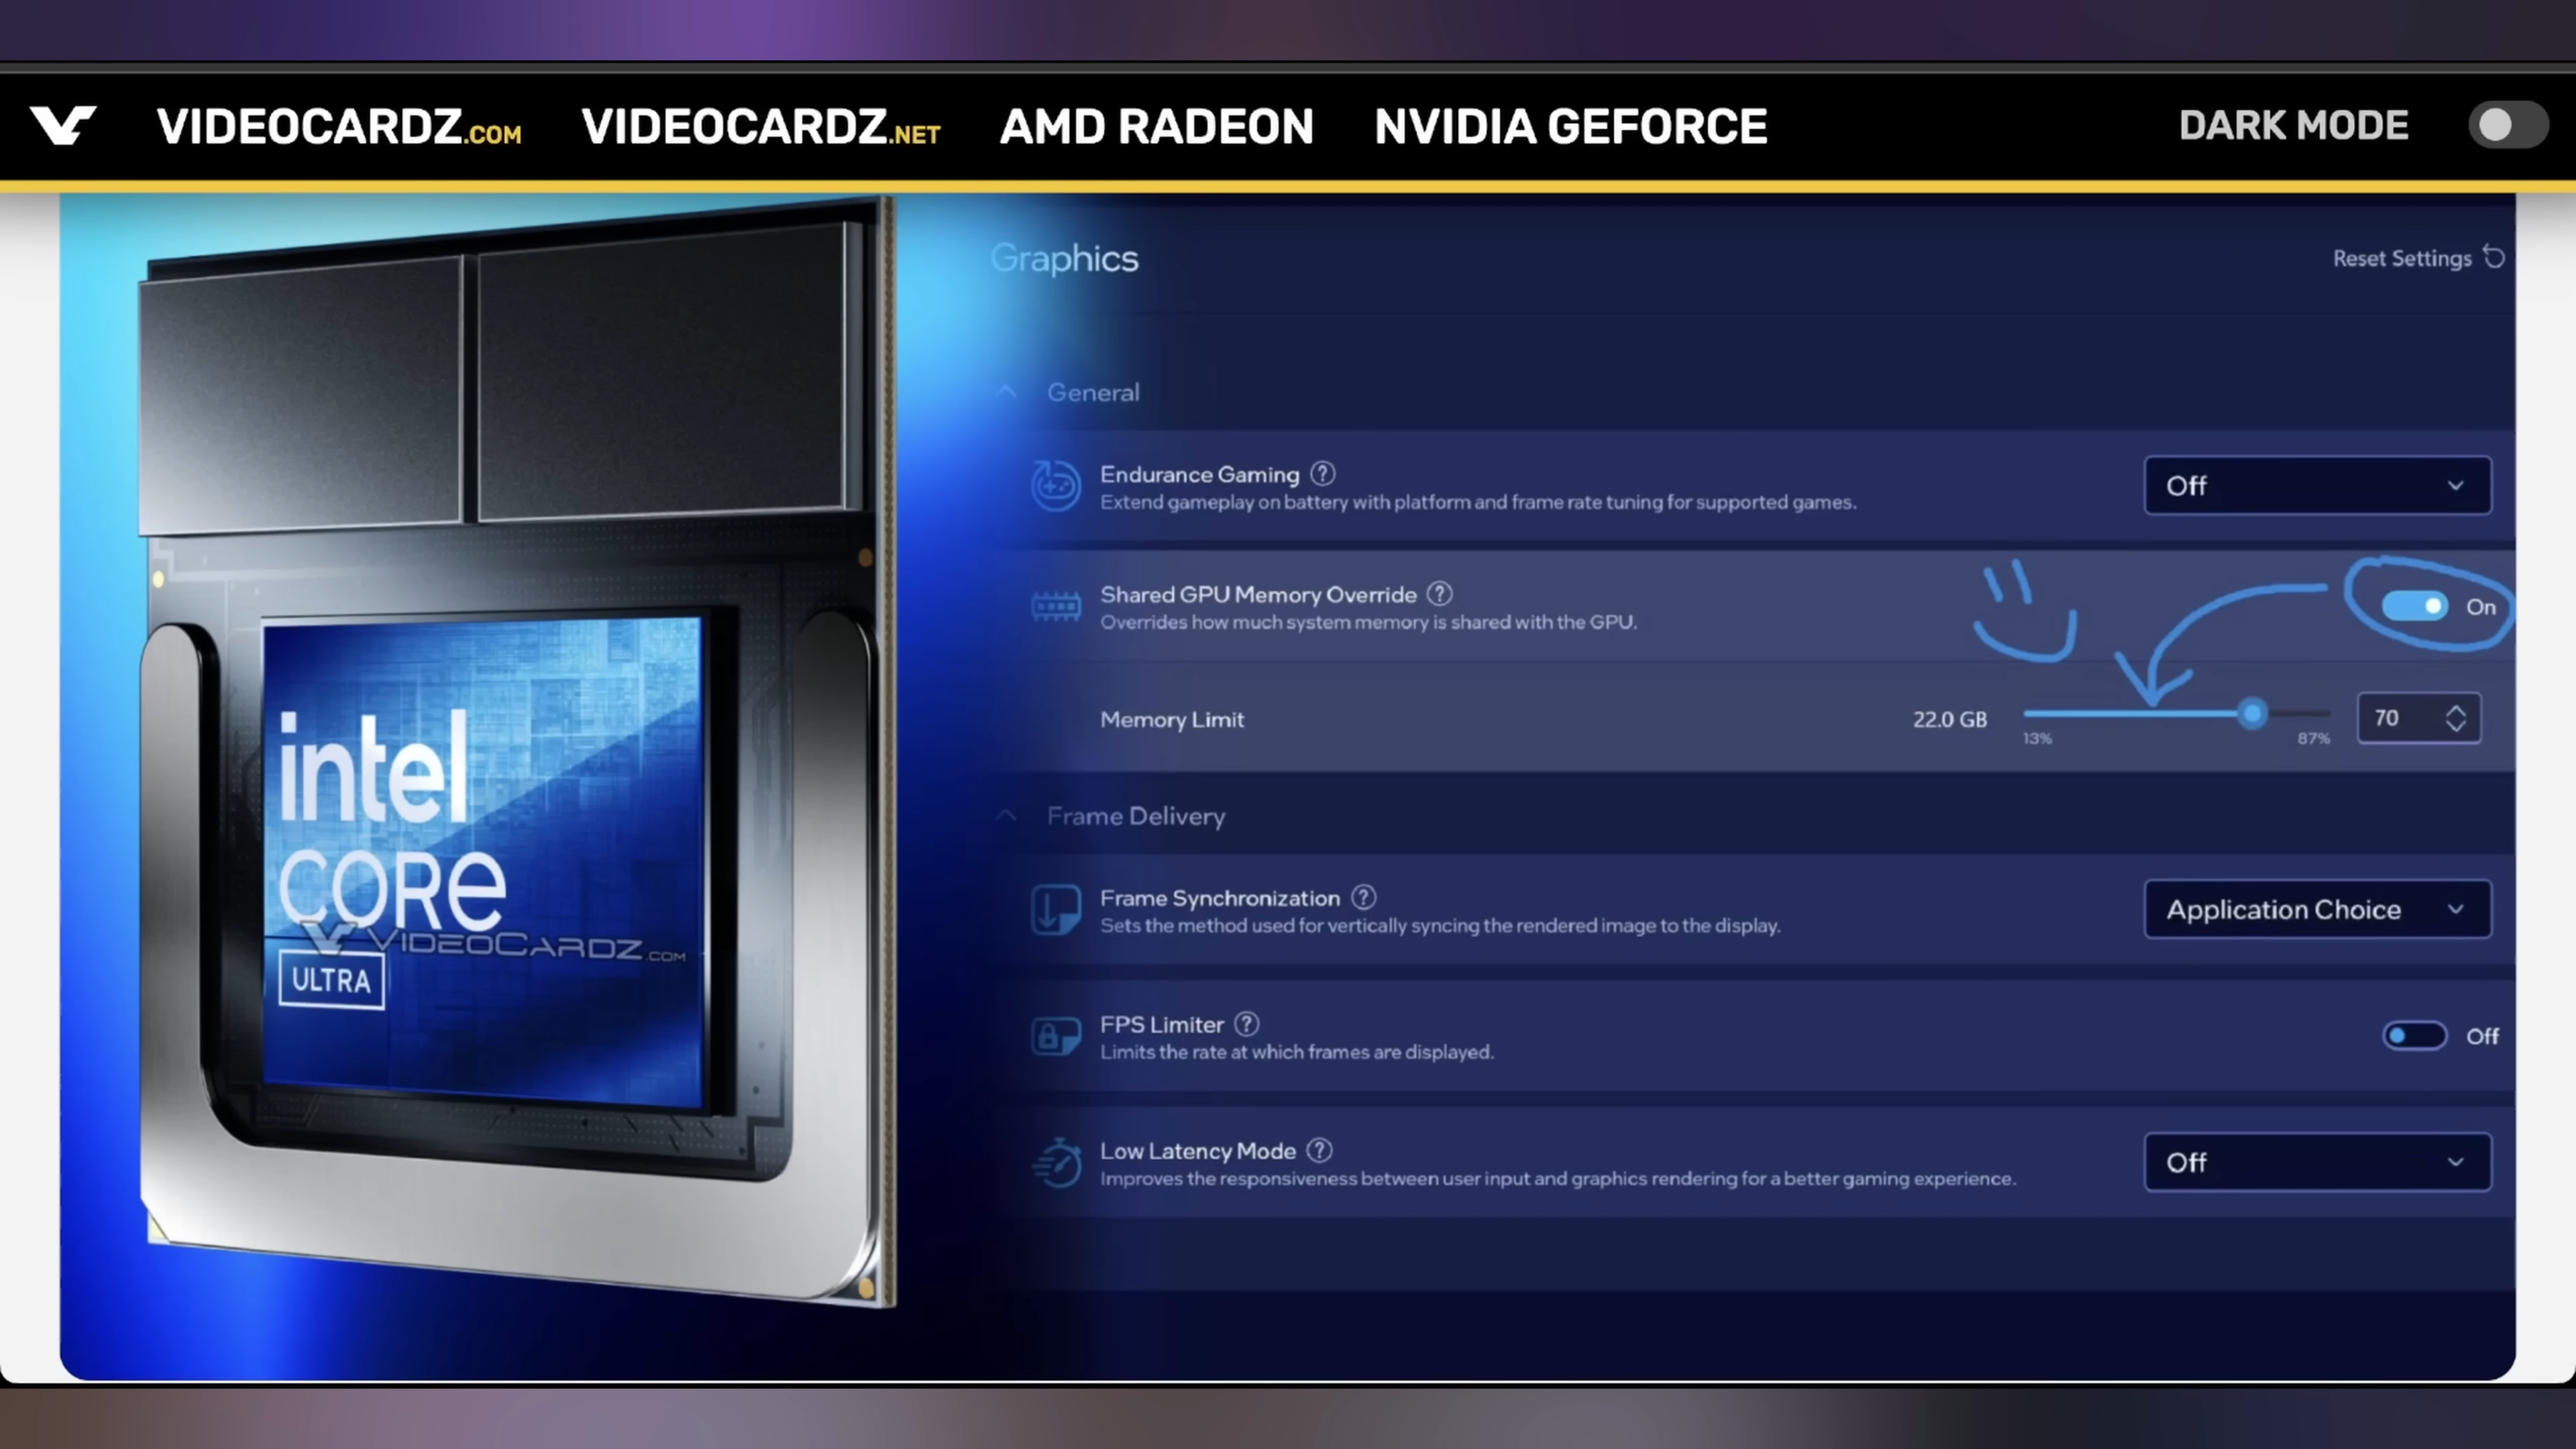 VIDEOCARDZ.COM VIDEOCARDZ.NET AMD RADEON NVIDIA GEFORCE DARK MODE
Graphics
Reset Settings
General
Endurance Gaming ?
Extend gameplay on battery with platform and frame rate tuning for supported games.
Off
Shared GPU Memory Override ?
Overrides how much system memory is shared with the GPU.
On
Memory Limit
22.0 GB
13%
87%
70
Frame Delivery
Frame Synchronization ?
Sets the method used for vertically syncing the rendered image to the display.
Application Choice
FPS Limiter ?
Limits the rate at which frames are displayed.
Off
Low Latency Mode ?
Improves the responsiveness between user input and graphics rendering for a better gaming experience.
Off
intel
CORe
VIDEOCARDZ.COM
ULTRA